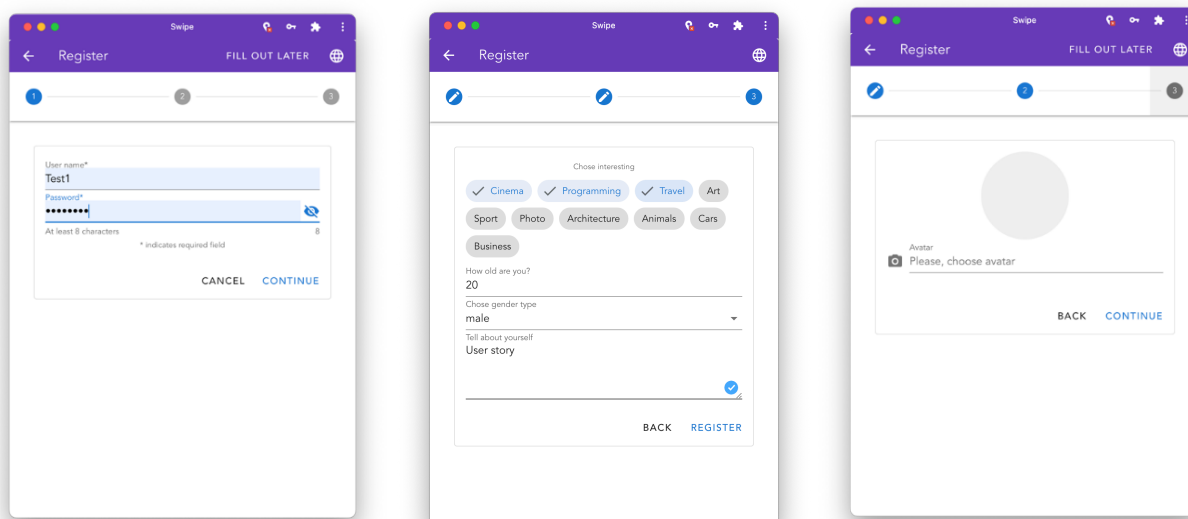 Swipe
Register FILL OUT LATER
1 2 3
User name*
Test1
Password*
••••••••
At least 8 characters 8
* indicates required field
CANCEL CONTINUE
Swipe
Register
3
Chose interesting
Cinema Programming Travel Art
Sport Photo Architecture Animals Cars
Business
How old are you?
20
Chose gender type
male
Tell about yourself
User story
BACK REGISTER
Swipe
Register FILL OUT LATER
2 3
Avatar
Please, choose avatar
BACK CONTINUE